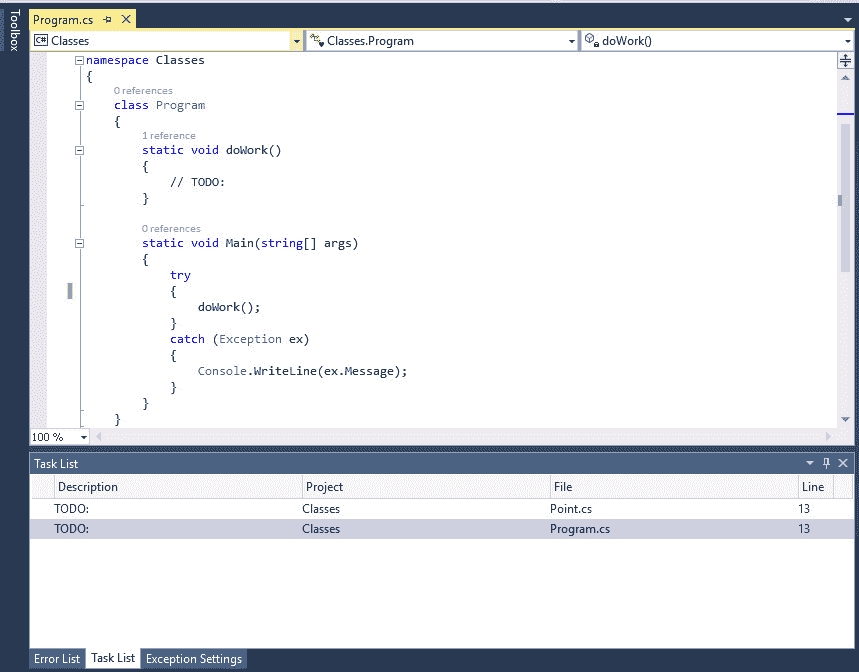 Toolbox
Program.cs
C# Classes Classes.Program doWork()
namespace Classes
{
0 references
class Program
{
1 reference
static void doWork()
{
// TODO:
}
0 references
static void Main(string[] args)
{
try
{
doWork();
}
catch (Exception ex)
{
Console.WriteLine(ex.Message);
}
}
}
100 %
Task List
Description Project File Line
TODO: Classes Point.cs 13
TODO: Classes Program.cs 13
Error List Task List Exception Settings